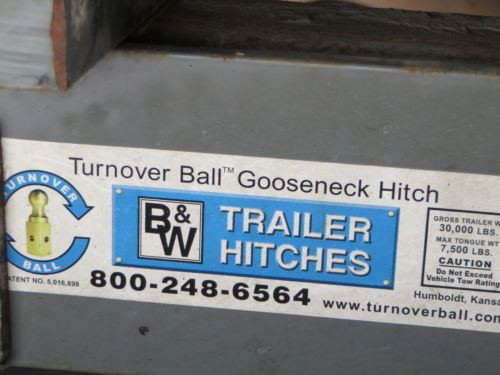 Turnover Ball™ Gooseneck Hitch
TURNOVER
BALL
PATENT NO. 5,016,898
B&W
TRAILER
HITCHES
800-248-6564
www.turnoverball.com
GROSS TRAILER W
30,000 LBS.
MAX TONGUE WT
7,500 LBS.
CAUTION
Do Not Exceed
Vehicle Tow Rating
Humboldt, Kansa